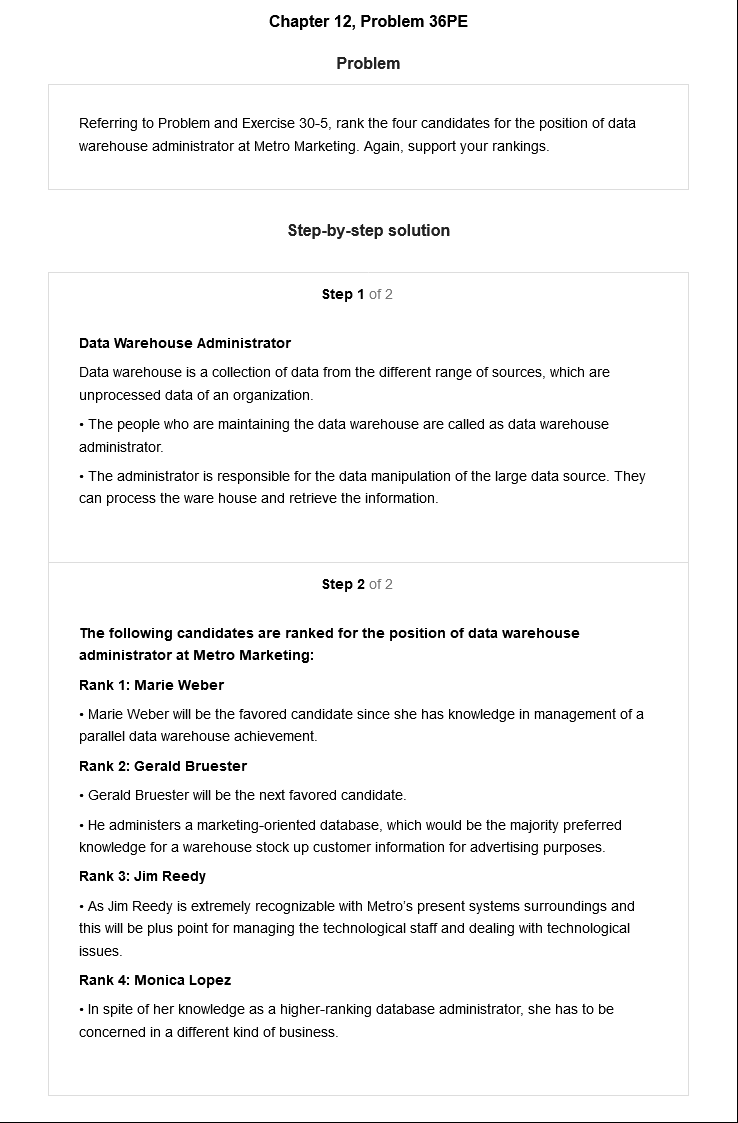 Chapter 12, Problem 36PE
Problem
Referring to Problem and Exercise 30-5, rank the four candidates for the position of data
warehouse administrator at Metro Marketing. Again, support your rankings.
Step-by-step solution
Step 1 of 2
Data Warehouse Administrator
Data warehouse is a collection of data from the different range of sources, which are
unprocessed data of an organization.
• The people who are maintaining the data warehouse are called as data warehouse
administrator.
• The administrator is responsible for the data manipulation of the large data source. They
can process the ware house and retrieve the information.
Step 2 of 2
The following candidates are ranked for the position of data warehouse
administrator at Metro Marketing:
Rank 1: Marie Weber
• Marie Weber will be the favored candidate since she has knowledge in management of a
parallel data warehouse achievement.
Rank 2: Gerald Bruester
• Gerald Bruester will be the next favored candidate.
• He administers a marketing-oriented database, which would be the majority preferred
knowledge for a warehouse stock up customer information for advertising purposes.
Rank 3: Jim Reedy
• As Jim Reedy is extremely recognizable with Metro's present systems surroundings and
this will be plus point for managing the technological staff and dealing with technological
issues.
Rank 4: Monica Lopez
• In spite of her knowledge as a higher-ranking database administrator, she has to be
concerned in a different kind of business.